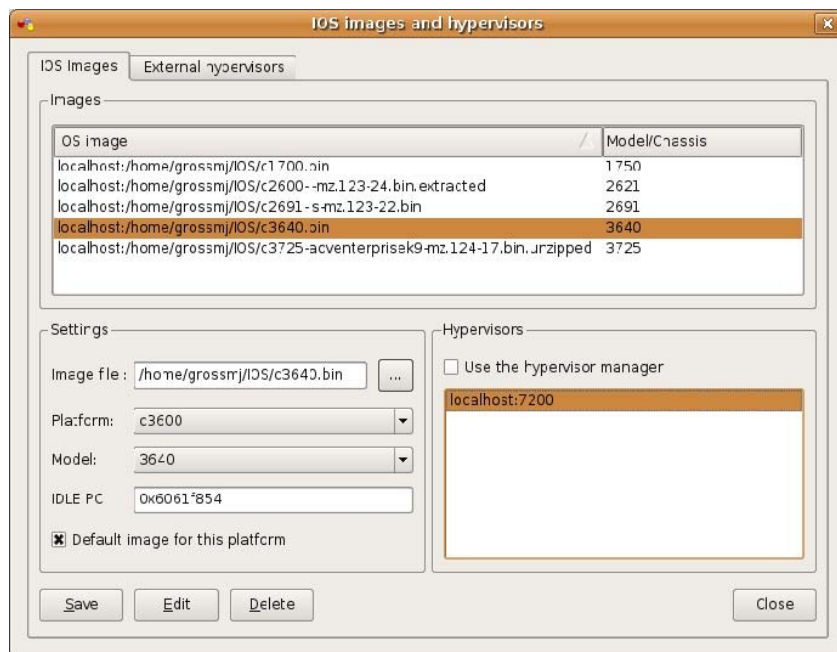 IOS images and hypervisors
IOS Images
External hypervisors
Images
OS image
Model/Chassis
localhost:/home/grossmj/IOS/c1700.bin 1750
localhost:/home/grossmj/IOS/c2600--mz.123-24.bin.extracted 2621
localhost:/home/grossmj/IOS/c2691-s-mz.123-22.bin 2691
localhost:/home/grossmj/IOS/c3640.bin 3640
localhost:/home/grossmj/IOS/c3725-acventerprisek9-mz.124-17.bin.unzipped 3725
Settings
Image file : /home/grossmj/IOS/c3640.bin ...
Platform: c3600
Model: 3640
IDLE PC 0x6061f854
Default image for this platform
Hypervisors
Use the hypervisor manager
localhost:7200
Save
Edit
Delete
Close